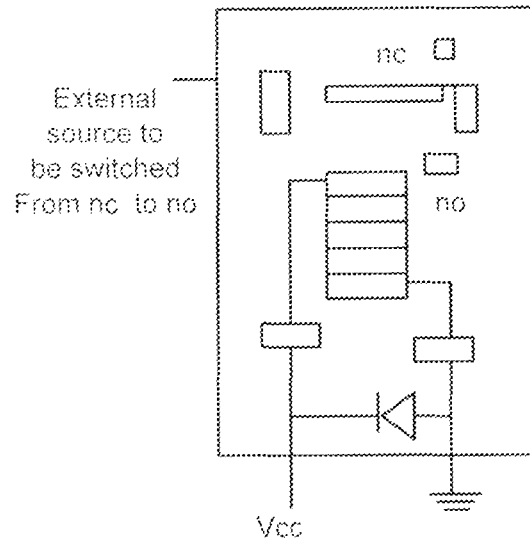 nc
External
source to
be switched
From nc to no
no
Vcc